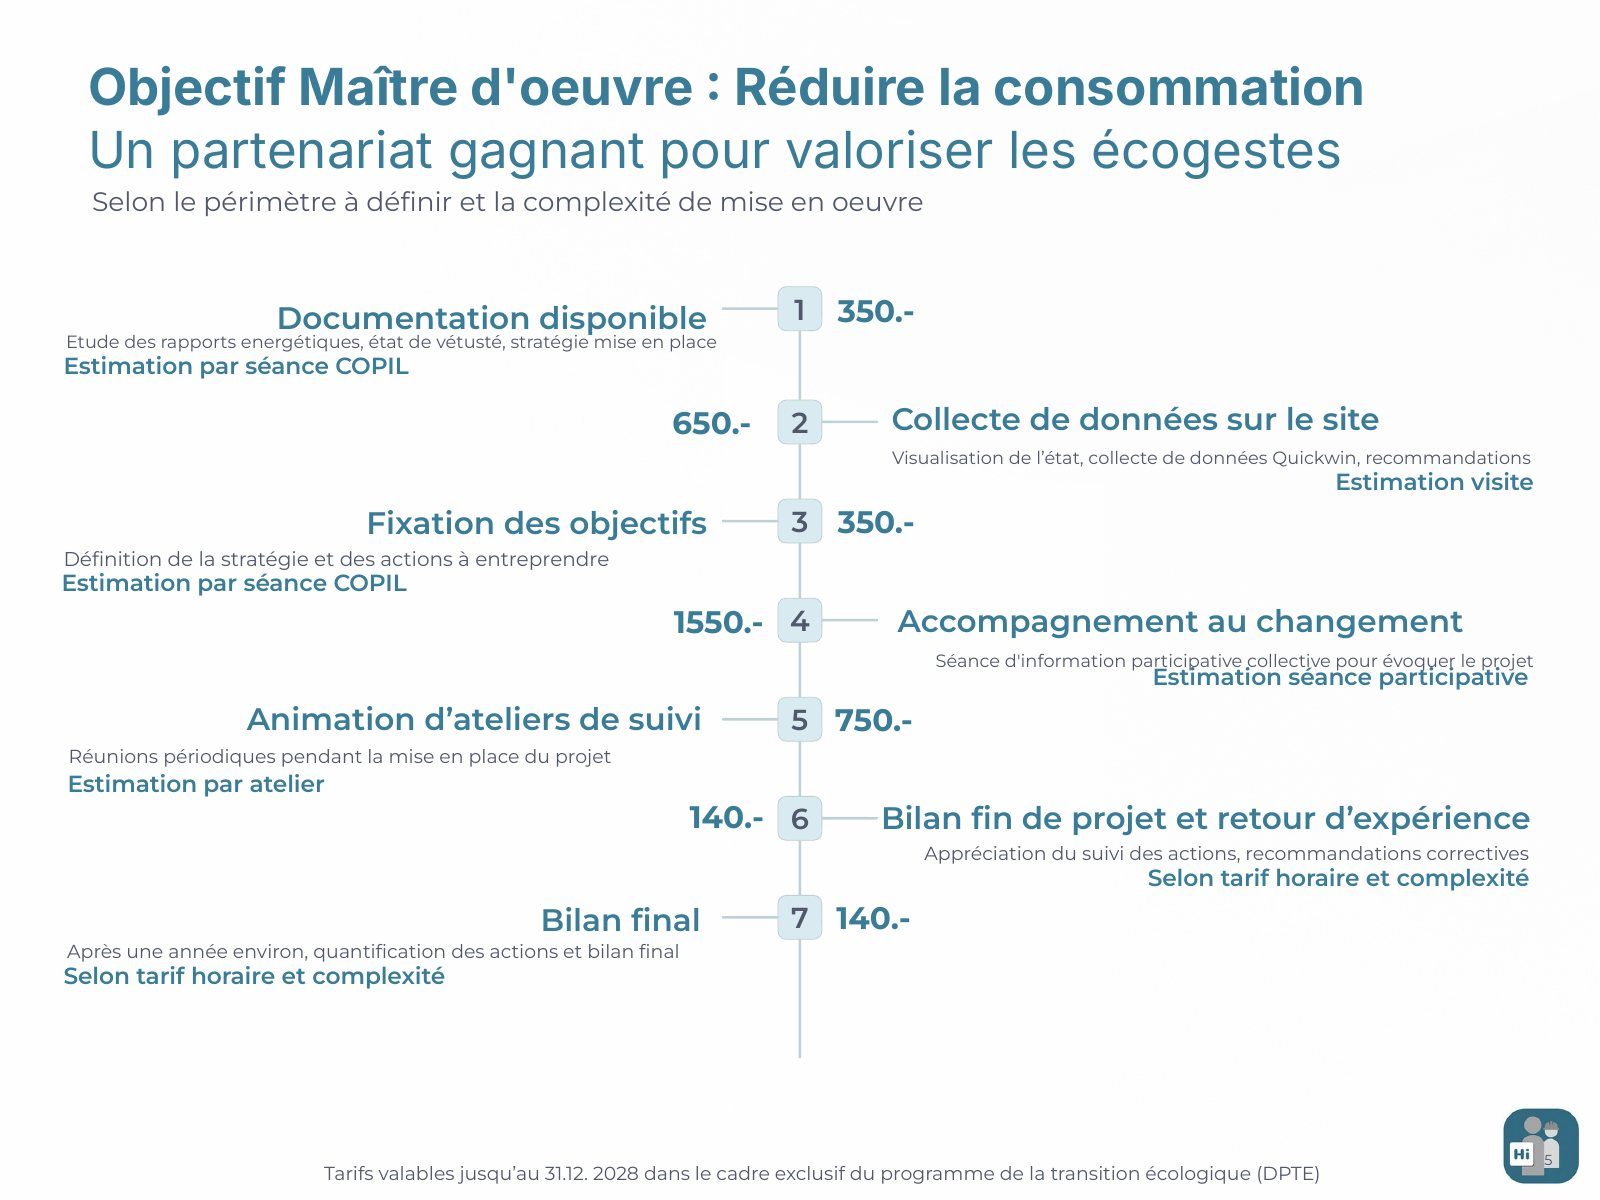 Objectif Maître d'oeuvre : Réduire la consommation
Un partenariat gagnant pour valoriser les écogestes
Selon le périmètre à définir et la complexité de mise en oeuvre
Documentation disponible
1
350.-
Etude des rapports energétiques, état de vétusté, stratégie mise en place
Estimation par séance COPIL
650.-
2
Collecte de données sur le site
Visualisation de l’état, collecte de données Quickwin, recommandations
Estimation visite
Fixation des objectifs
3
350.-
Définition de la stratégie et des actions à entreprendre
Estimation par séance COPIL
1550.-
4
Accompagnement au changement
Séance d'information participative collective pour évoquer le projet
Estimation séance participative
Animation d’ateliers de suivi
5
750.-
Réunions périodiques pendant la mise en place du projet
Estimation par atelier
140.-
6
Bilan fin de projet et retour d’expérience
Appréciation du suivi des actions, recommandations correctives
Selon tarif horaire et complexité
Bilan final
7
140.-
Après une année environ, quantification des actions et bilan final
Selon tarif horaire et complexité
Tarifs valables jusqu’au 31.12. 2028 dans le cadre exclusif du programme de la transition écologique (DPTE)
Hi
5